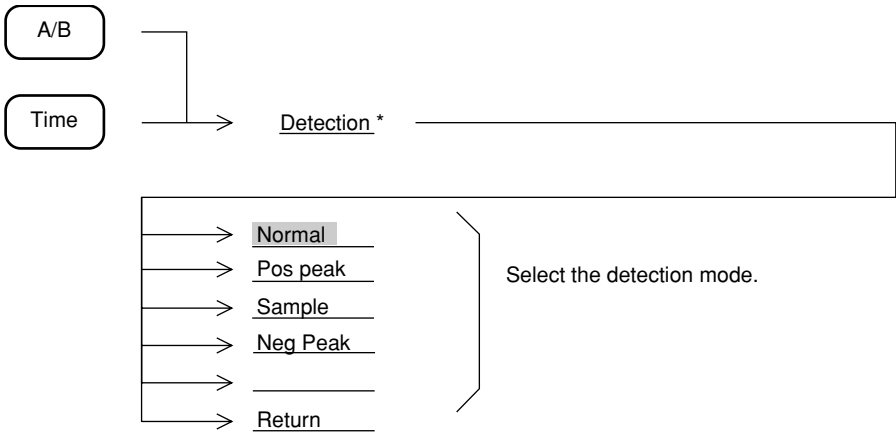 A/B
Time
Detection *
Normal
Pos peak
Sample
Neg Peak
Return
Select the detection mode.